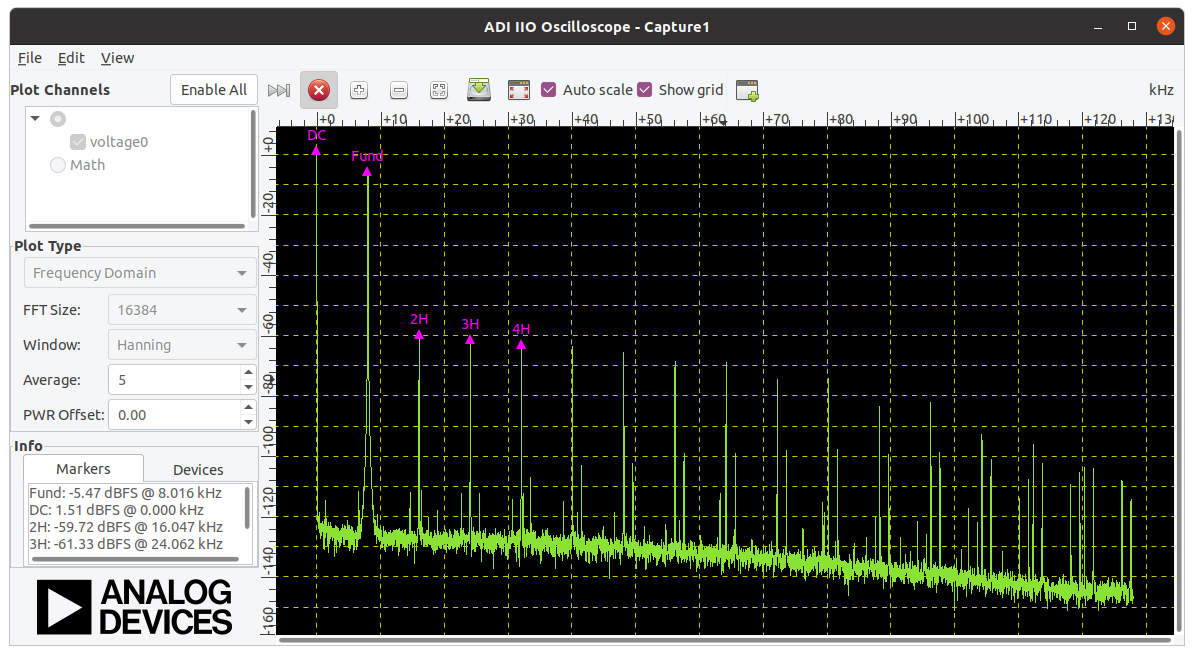 ADI IIO Oscilloscope - Capture1
File Edit View
Plot Channels
Enable All
Auto scale
Show grid
kHz
voltage0
Math
Plot Type
Frequency Domain
FFT Size:
16384
Window:
Hanning
Average:
5
PWR Offset:
0.00
Info
Markers
Devices
Fund: -5.47 dBFS @ 8.016 kHz
DC: 1.51 dBFS @ 0.000 kHz
2H: -59.72 dBFS @ 16.047 kHz
3H: -61.33 dBFS @ 24.062 kHz
ANALOG
DEVICES
+0 +10 +20 +30 +40 +50 +60 +70 +80 +90 +100 +110 +120
+0
-20
-40
-60
-80
-100
-120
-140
-160
DC
Fund
2H
3H
4H